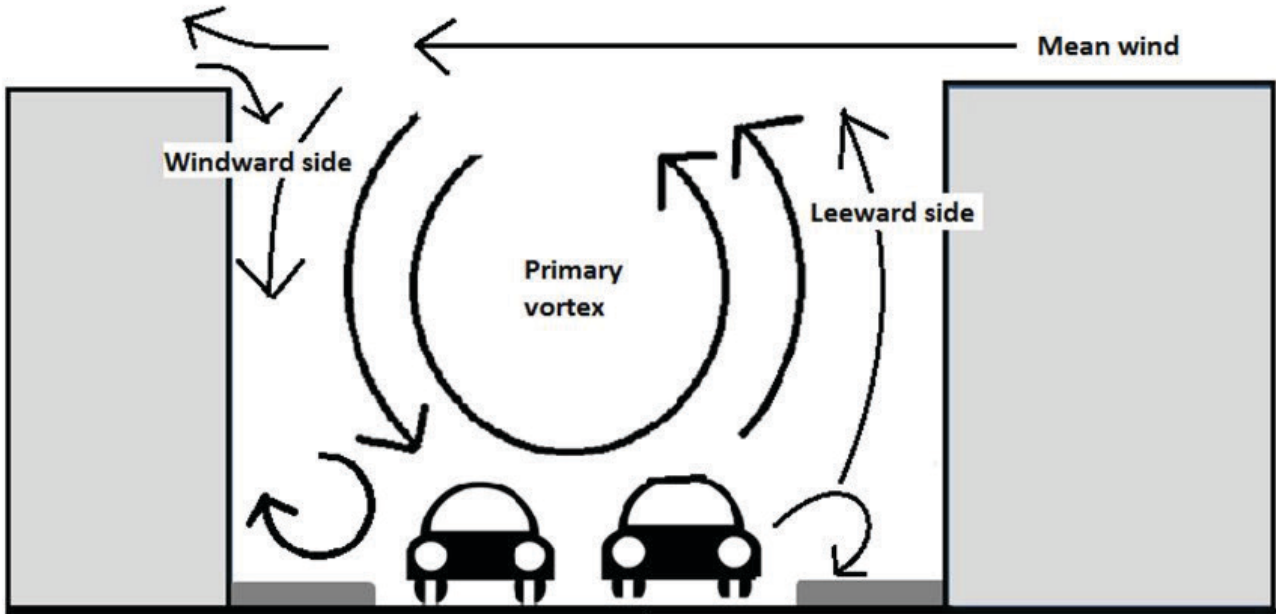 Mean wind
Windward side
Leeward side
Primary
vortex